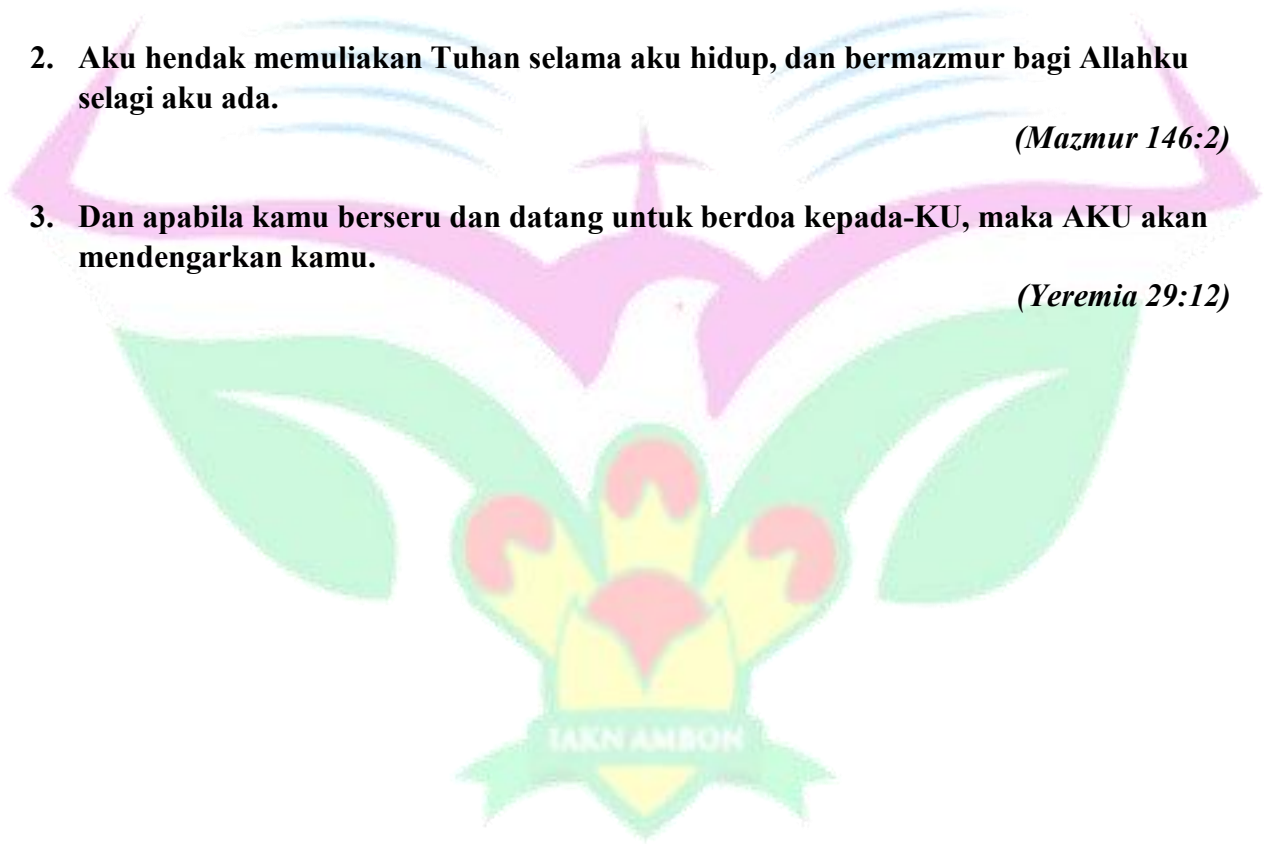 2. Aku hendak memuliakan Tuhan selama aku hidup, dan bermazmur bagi Allahku
selagi aku ada.
(Mazmur 146:2)
3. Dan apabila kamu berseru dan datang untuk berdoa kepada-KU, maka AKU akan
mendengarkan kamu.
(Yeremia 29:12)
IAKN AMBON